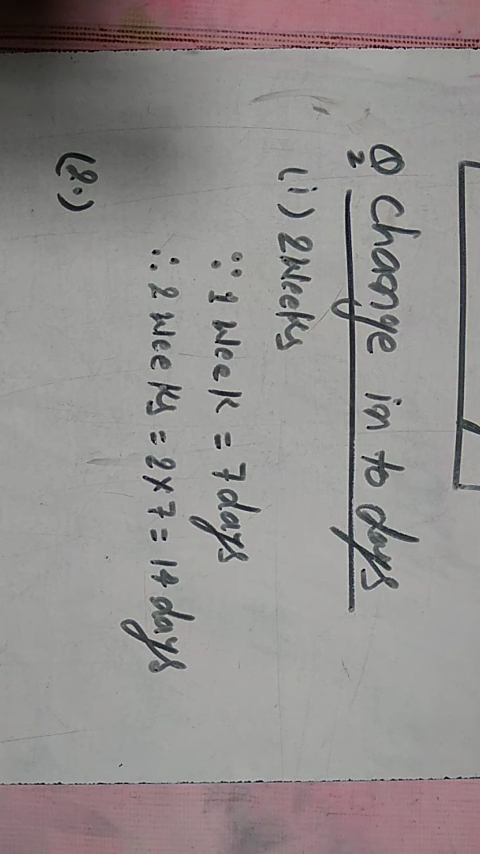 Q2 Change in to days
(i) 2 Weeks
∵ 1 Week = 7 days
∴ 2 Weeks = 2 × 7 = 14 days
(2.)